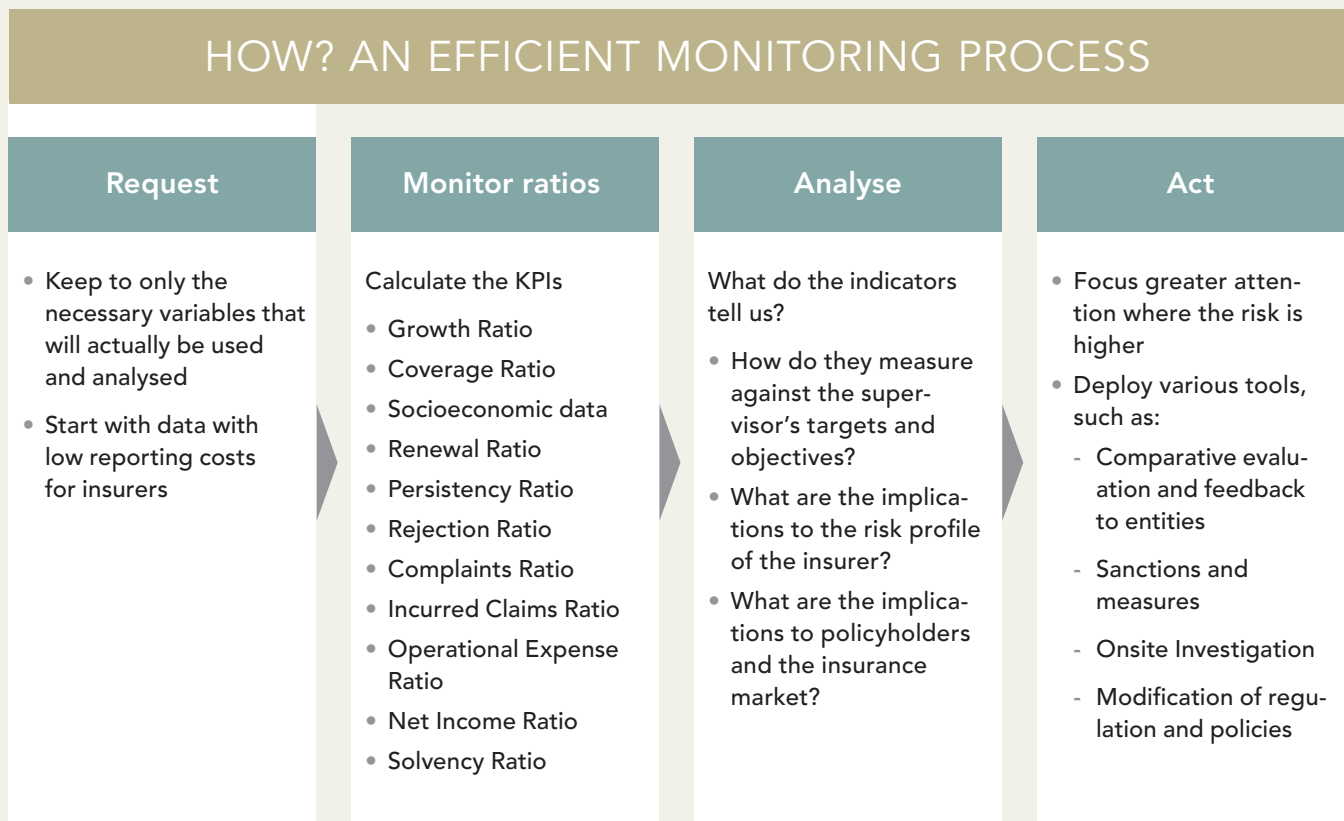 HOW? AN EFFICIENT MONITORING PROCESS
Request
• Keep to only the
necessary variables that
will actually be used
and analysed
• Start with data with
low reporting costs
for insurers
Monitor ratios
Calculate the KPIs
• Growth Ratio
• Coverage Ratio
• Socioeconomic data
• Renewal Ratio
• Persistency Ratio
• Rejection Ratio
• Complaints Ratio
• Incurred Claims Ratio
• Operational Expense
Ratio
• Net Income Ratio
• Solvency Ratio
Analyse
What do the indicators
tell us?
• How do they measure
against the super-
visor’s targets and
objectives?
• What are the implica-
tions to the risk profile
of the insurer?
• What are the implica-
tions to policyholders
and the insurance
market?
Act
• Focus greater atten-
tion where the risk is
higher
• Deploy various tools,
such as:
- Comparative evalu-
ation and feedback
to entities
- Sanctions and
measures
- Onsite Investigation
- Modification of regu-
lation and policies